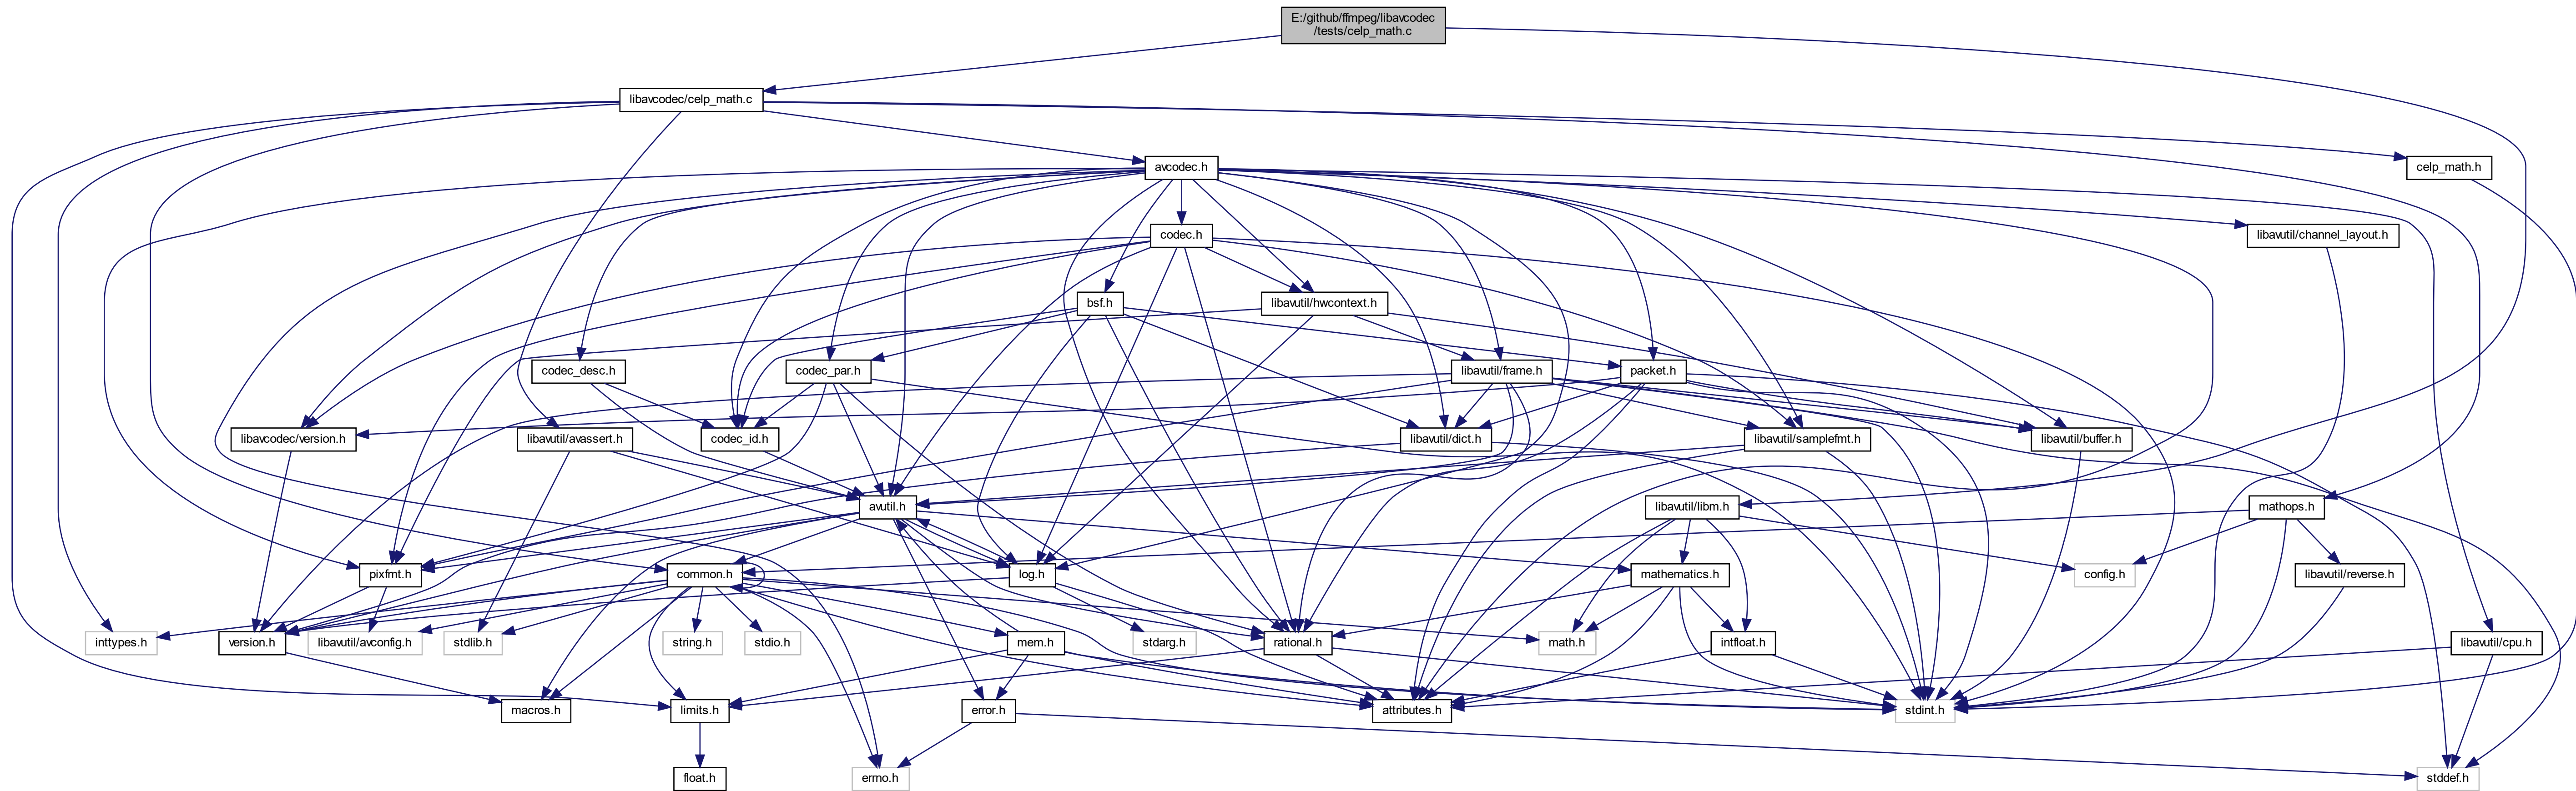 E:/github/ffmpeg/libavcodec
/tests/celp_math.c
libavcodec/celp_math.c
avcodec.h
celp_math.h
codec.h
libavutil/channel_layout.h
bsf.h
libavutil/hwcontext.h
codec_desc.h
codec_par.h
libavutil/frame.h
packet.h
libavcodec/version.h
libavutil/avassert.h
codec_id.h
libavutil/dict.h
libavutil/samplefmt.h
libavutil/buffer.h
avutil.h
libavutil/libm.h
mathops.h
pixfmt.h
common.h
log.h
mathematics.h
config.h
libavutil/reverse.h
inttypes.h
version.h
libavutil/avconfig.h
stdlib.h
string.h
stdio.h
mem.h
stdarg.h
rational.h
math.h
intfloat.h
libavutil/cpu.h
macros.h
limits.h
error.h
attributes.h
stdint.h
float.h
errno.h
stddef.h